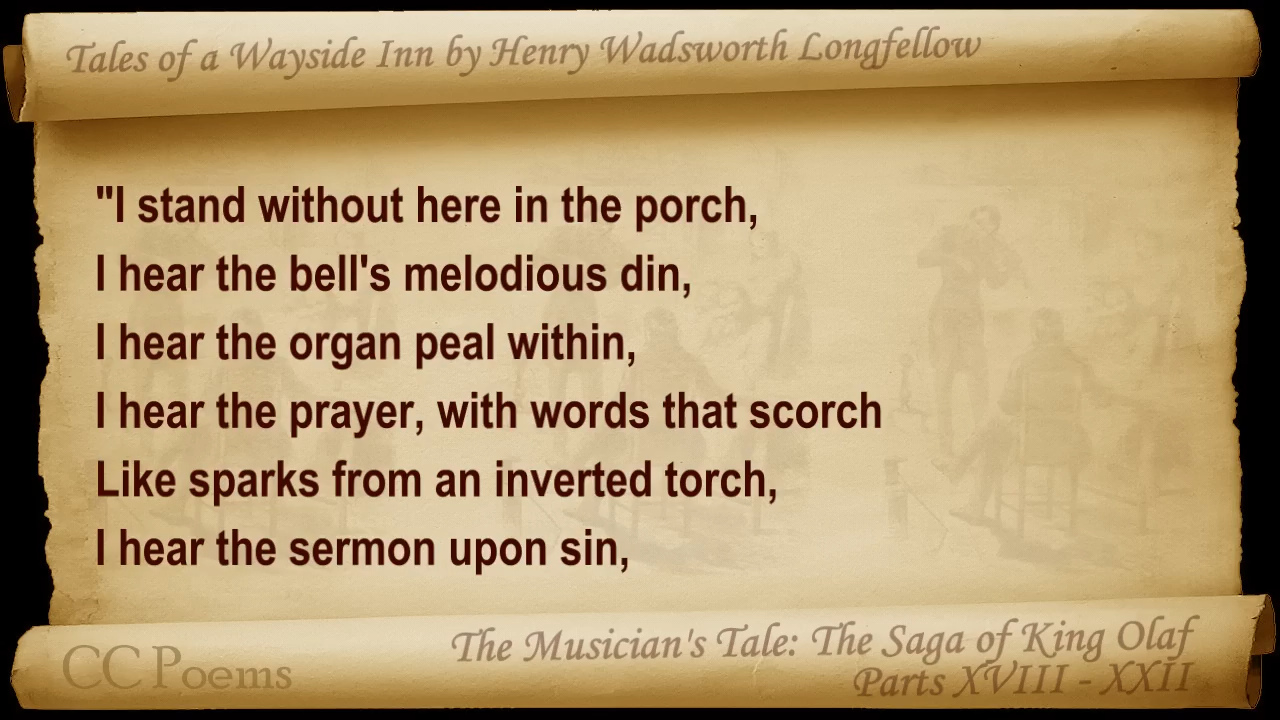 Tales of a Wayside Inn by Henry Wadsworth Longfellow
"I stand without here in the porch,
I hear the bell's melodious din,
I hear the organ peal within,
I hear the prayer, with words that scorch
Like sparks from an inverted torch,
I hear the sermon upon sin,
CC Poems
The Musician's Tale: The Saga of King Olaf
Parts XVIII - XXII